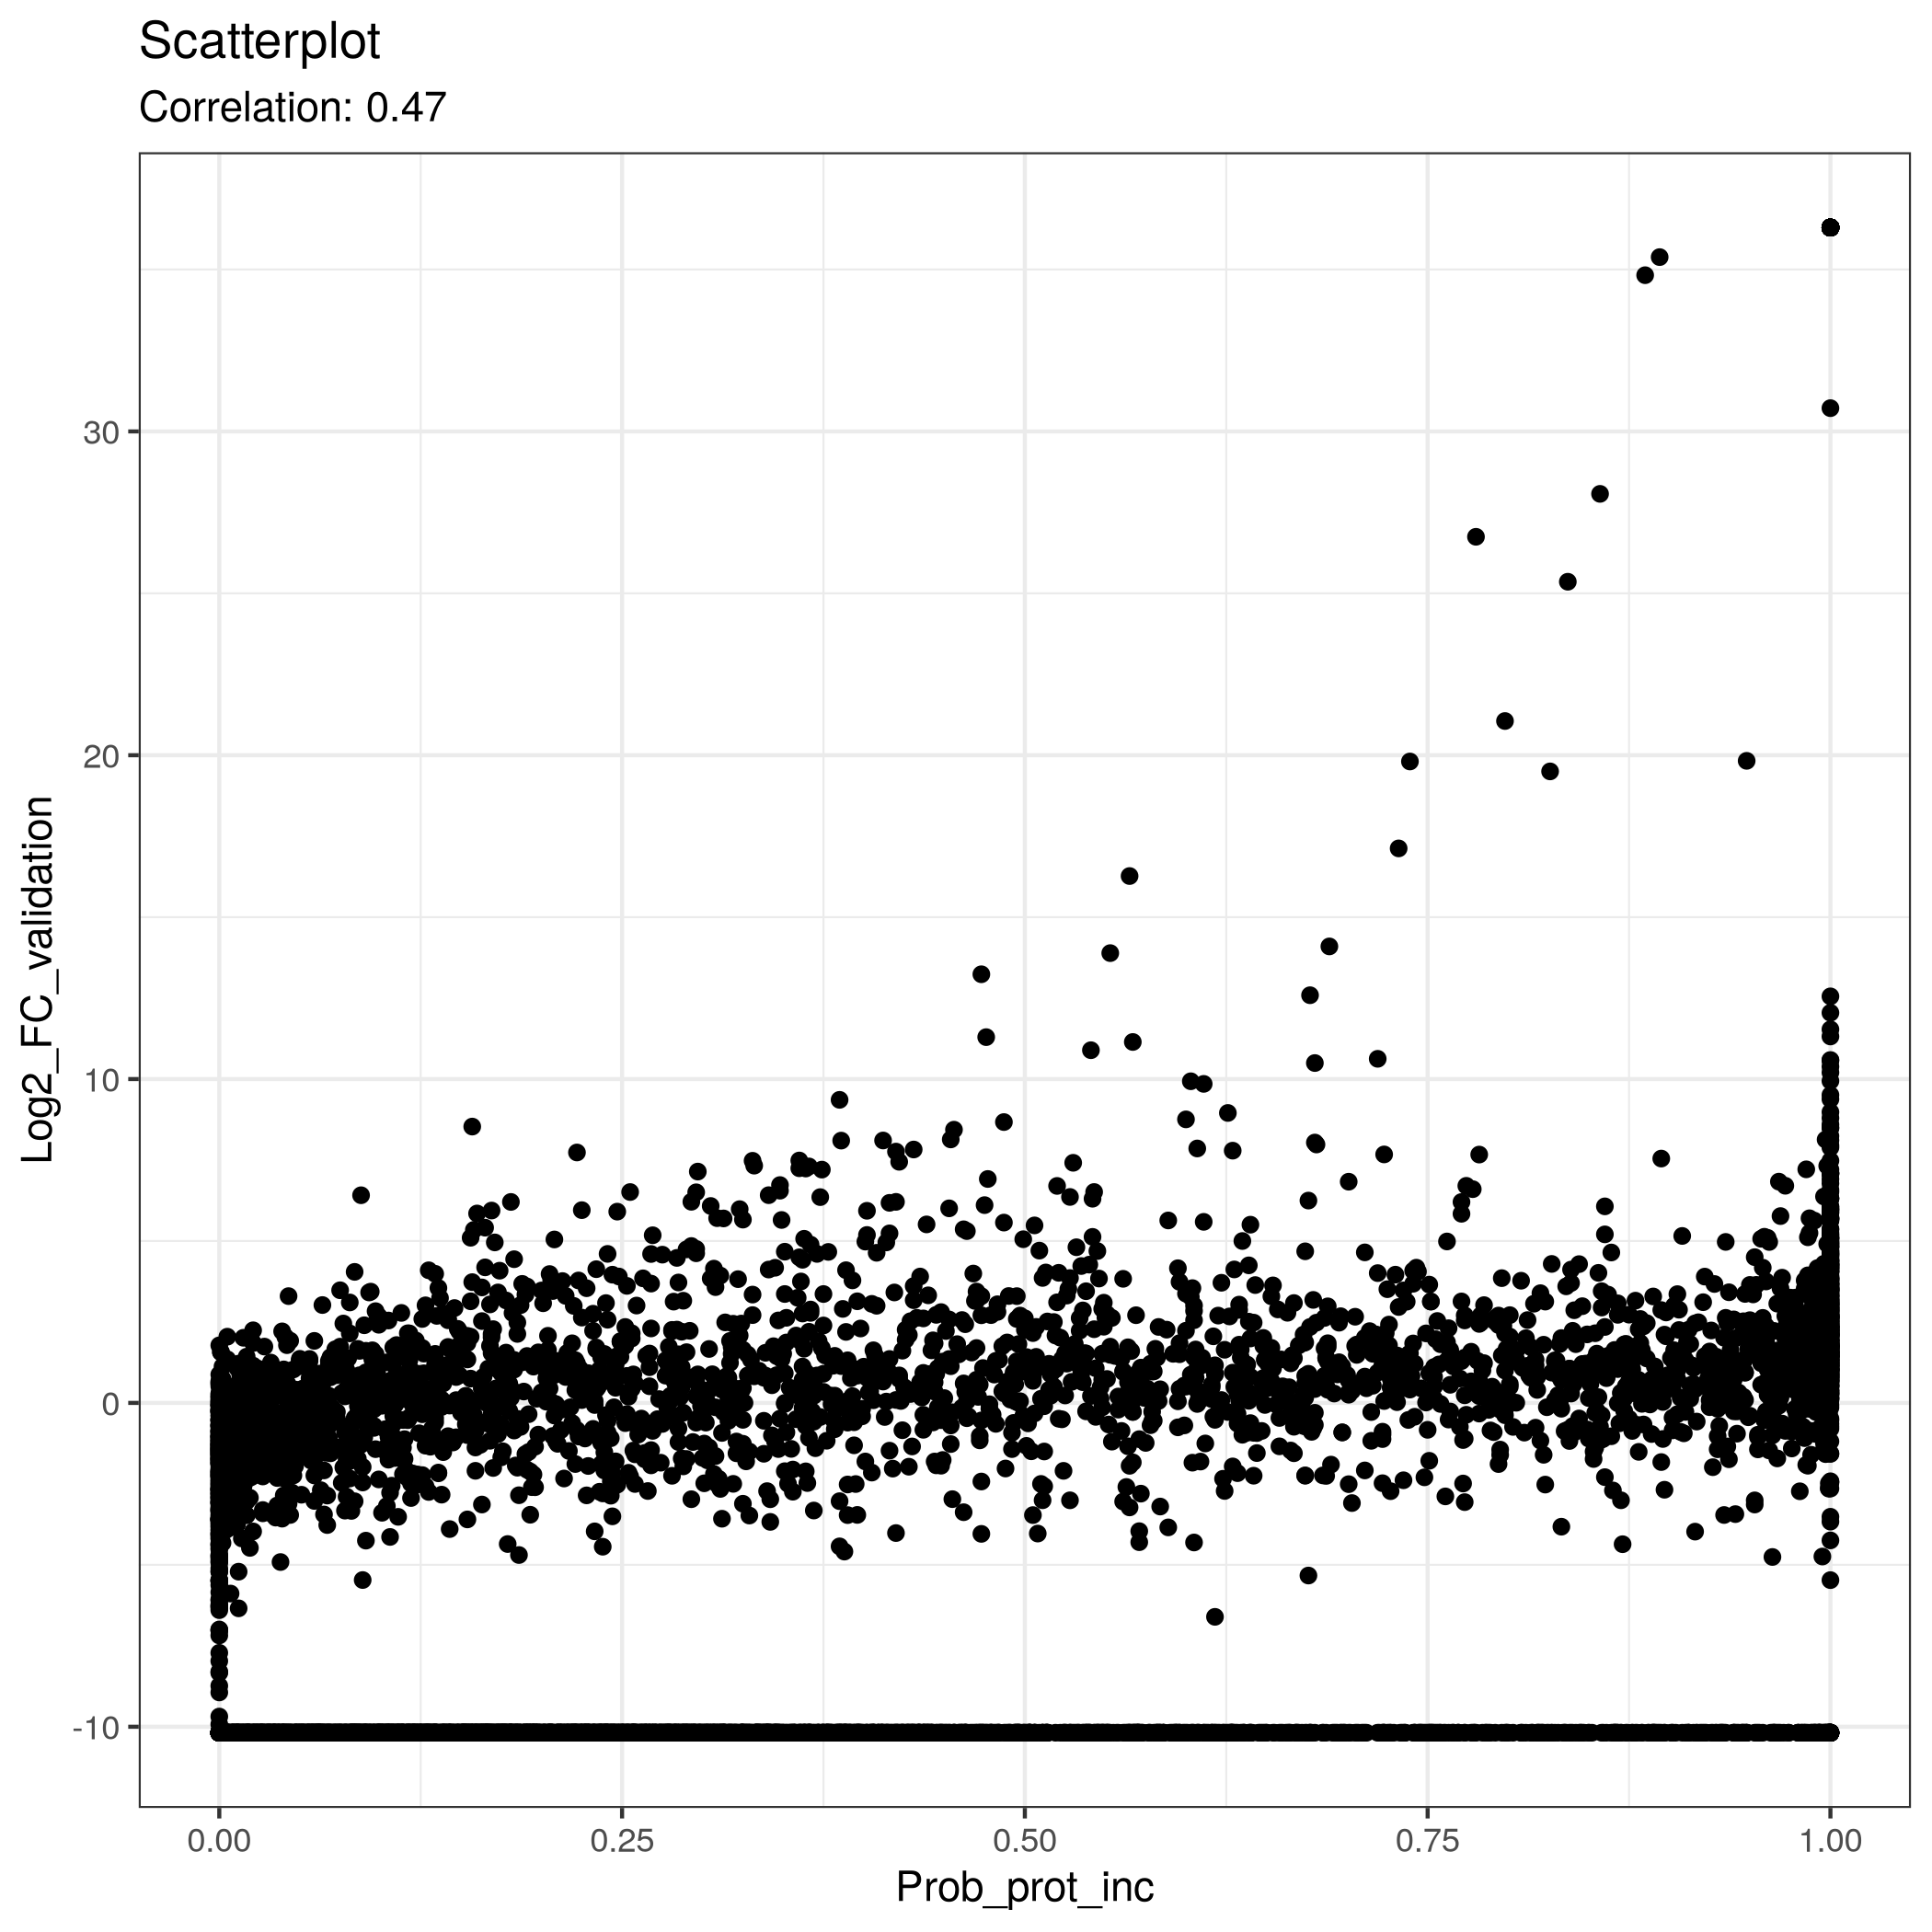 Scatterplot
Correlation: 0.47
Log2_FC_validation
30
20
10
0
-10
0.00 0.25 0.50 0.75 1.00
Prob_prot_inc